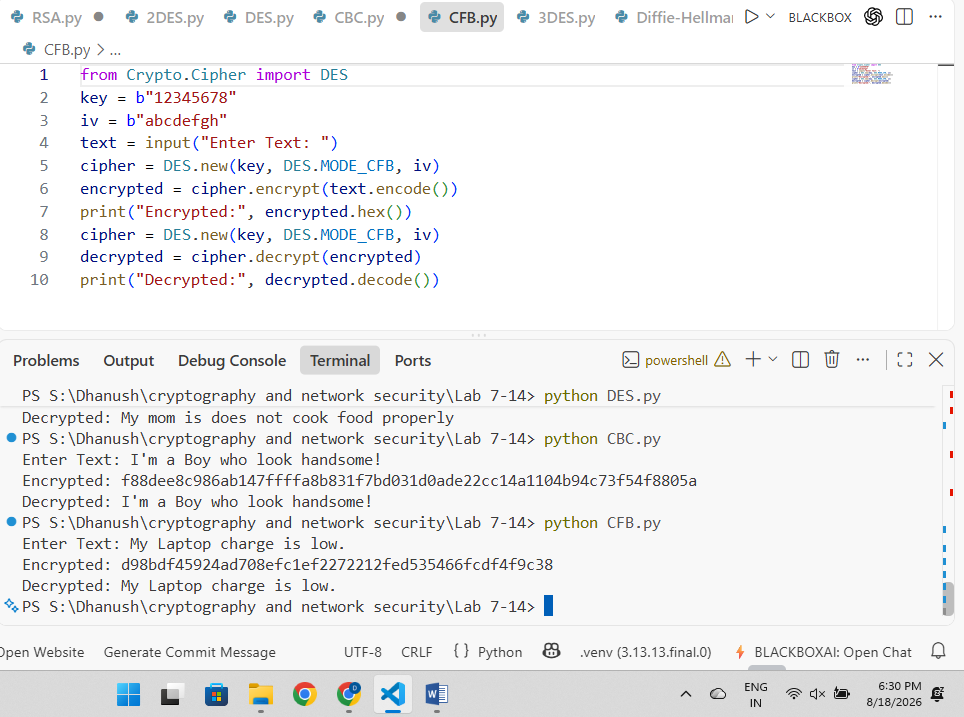 RSA.py
2DES.py
DES.py
CBC.py
CFB.py
3DES.py
Diffie-Hellma
BLACKBOX
CFB.py > ...
1 from Crypto.Cipher import DES
2 key = b"12345678"
3 iv = b"abcdefgh"
4 text = input("Enter Text: ")
5 cipher = DES.new(key, DES.MODE_CFB, iv)
6 encrypted = cipher.encrypt(text.encode())
7 print("Encrypted:", encrypted.hex())
8 cipher = DES.new(key, DES.MODE_CFB, iv)
9 decrypted = cipher.decrypt(encrypted)
10 print("Decrypted:", decrypted.decode())
Problems Output Debug Console Terminal Ports powershell
PS S:\Dhanush\cryptography and network security\Lab 7-14> python DES.py
Decrypted: My mom is does not cook food properly
PS S:\Dhanush\cryptography and network security\Lab 7-14> python CBC.py
Enter Text: I'm a Boy who look handsome!
Encrypted: f88dee8c986ab147ffffa8b831f7bd031d0ade22cc14a1104b94c73f54f8805a
Decrypted: I'm a Boy who look handsome!
PS S:\Dhanush\cryptography and network security\Lab 7-14> python CFB.py
Enter Text: My Laptop charge is low.
Encrypted: d98bdf45924ad708efc1ef2272212fed535466fcdf4f9c38
Decrypted: My Laptop charge is low.
PS S:\Dhanush\cryptography and network security\Lab 7-14>
Open Website Generate Commit Message UTF-8 CRLF {} Python .venv (3.13.13.final.0) BLACKBOXAI: Open Chat
ENG
IN
6:30 PM
8/18/2026